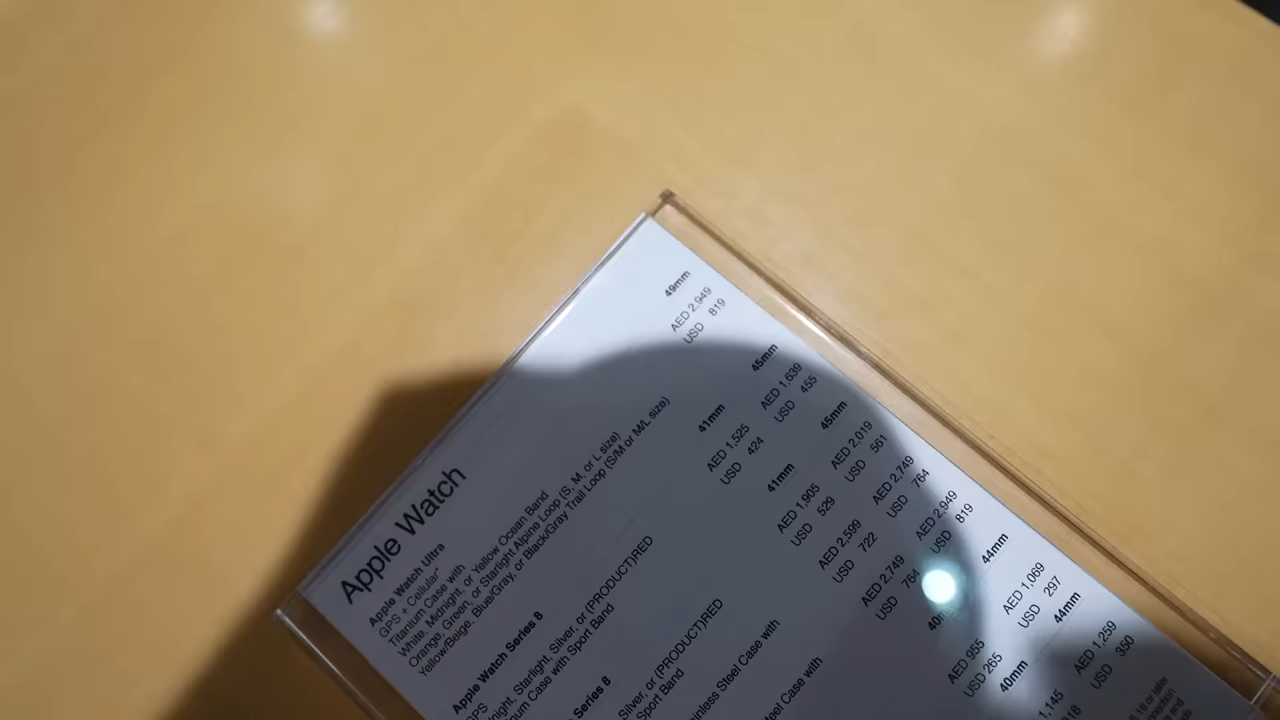 Apple Watch
49mm
Apple Watch Ultra
GPS + Cellular*
AED 2,949
Titanium Case with
USD 819
White, Midnight, or Yellow Ocean Band
Orange, Green, or Starlight Alpine Loop (S, M, or L size)
Yellow/Beige, Blue/Gray, or Black/Gray Trail Loop (S/M or M/L size)
Apple Watch Series 8
41mm 45mm
GPS
AED 1,525 AED 1,639
Starlight, Silver, or (PRODUCT)RED
USD 424 USD 455
Case with Sport Band
Series 8
41mm 45mm
AED 1,905 AED 2,019
Silver, or (PRODUCT)RED
USD 529 USD 561
Sport Band
AED 2,599 AED 2,749
Steel Case with
USD 722 USD 764
AED 2,749 AED 2,949
Case with
USD 764 USD 819
44mm
AED 955 AED 1,069
USD 265 USD 297
40mm 44mm
1,145 AED 1,259
USD 350